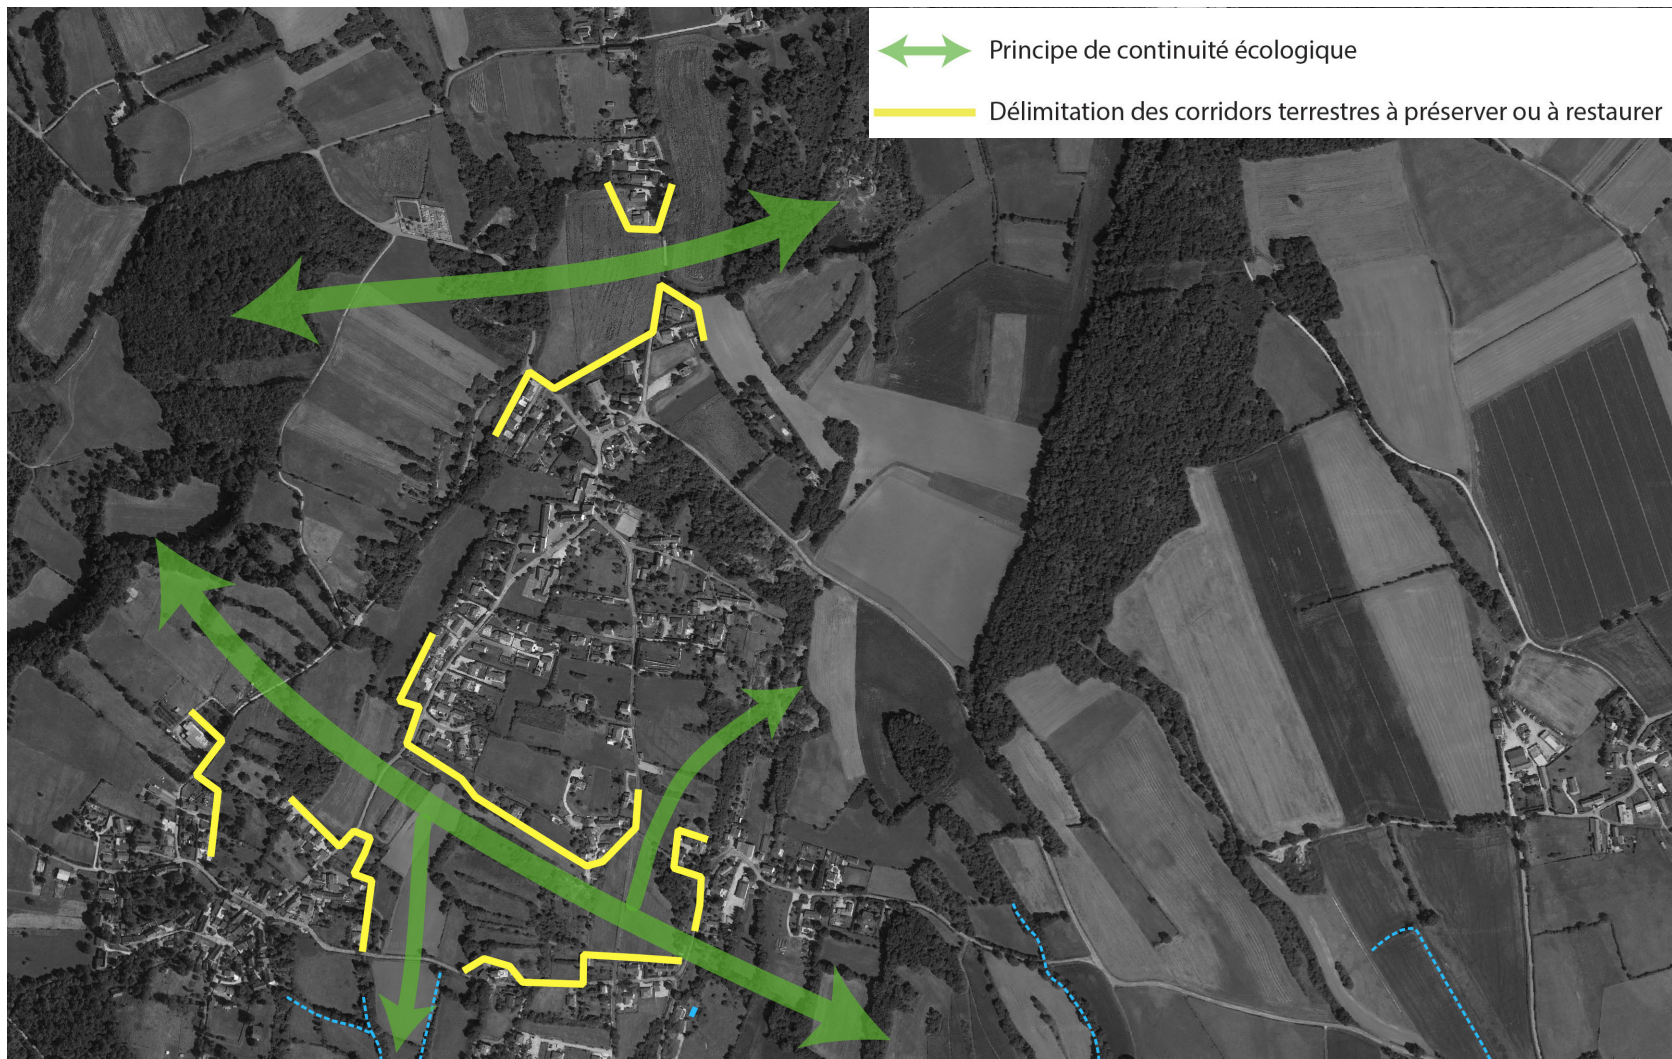 Principe de continuité écologique
Délimitation des corridors terrestres à préserver ou à restaurer